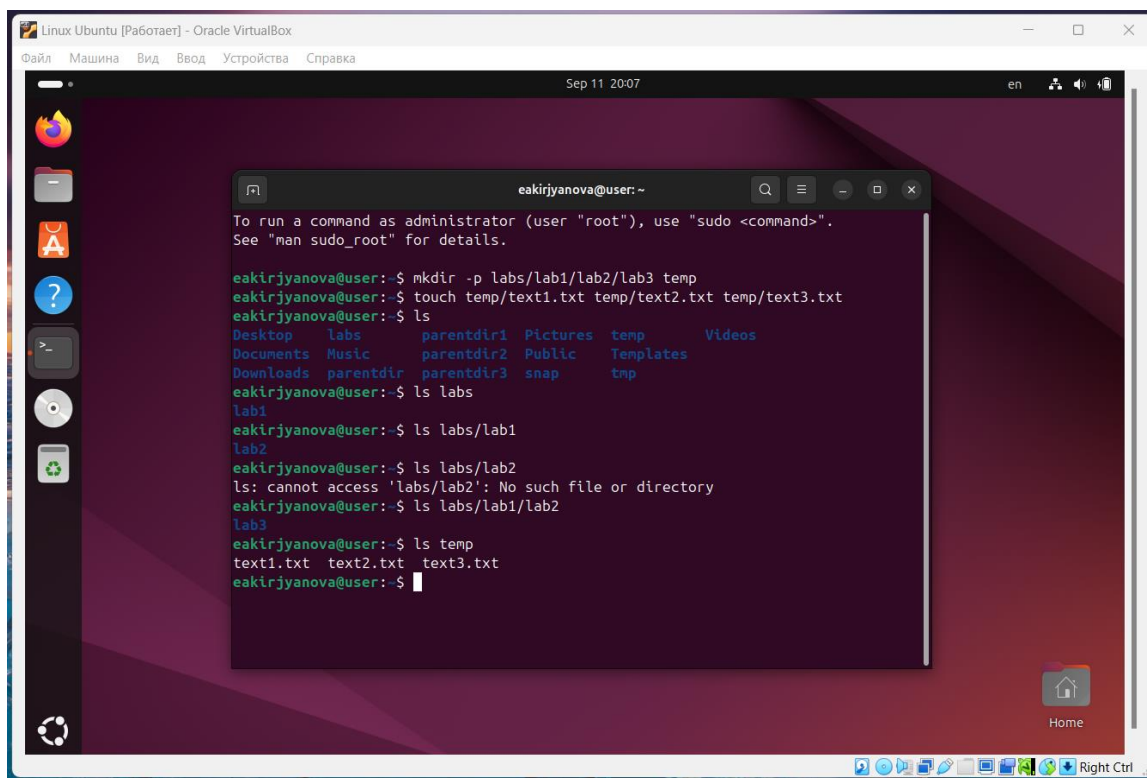 Linux Ubuntu [Работает] - Oracle VirtualBox
Файл Машина Вид Ввод Устройства Справка
Sep 11 20:07
en
eakirjyanova@user: ~
To run a command as administrator (user "root"), use "sudo <command>".
See "man sudo_root" for details.
eakirjyanova@user:~$ mkdir -p labs/lab1/lab2/lab3 temp
eakirjyanova@user:~$ touch temp/text1.txt temp/text2.txt temp/text3.txt
eakirjyanova@user:~$ ls
Desktop labs parentdir1 Pictures temp Videos
Documents Music parentdir2 Public Templates
Downloads parentdir parentdir3 snap tmp
eakirjyanova@user:~$ ls labs
lab1
eakirjyanova@user:~$ ls labs/lab1
lab2
eakirjyanova@user:~$ ls labs/lab2
ls: cannot access 'labs/lab2': No such file or directory
eakirjyanova@user:~$ ls labs/lab1/lab2
lab3
eakirjyanova@user:~$ ls temp
text1.txt text2.txt text3.txt
eakirjyanova@user:~$
Home
Right Ctrl